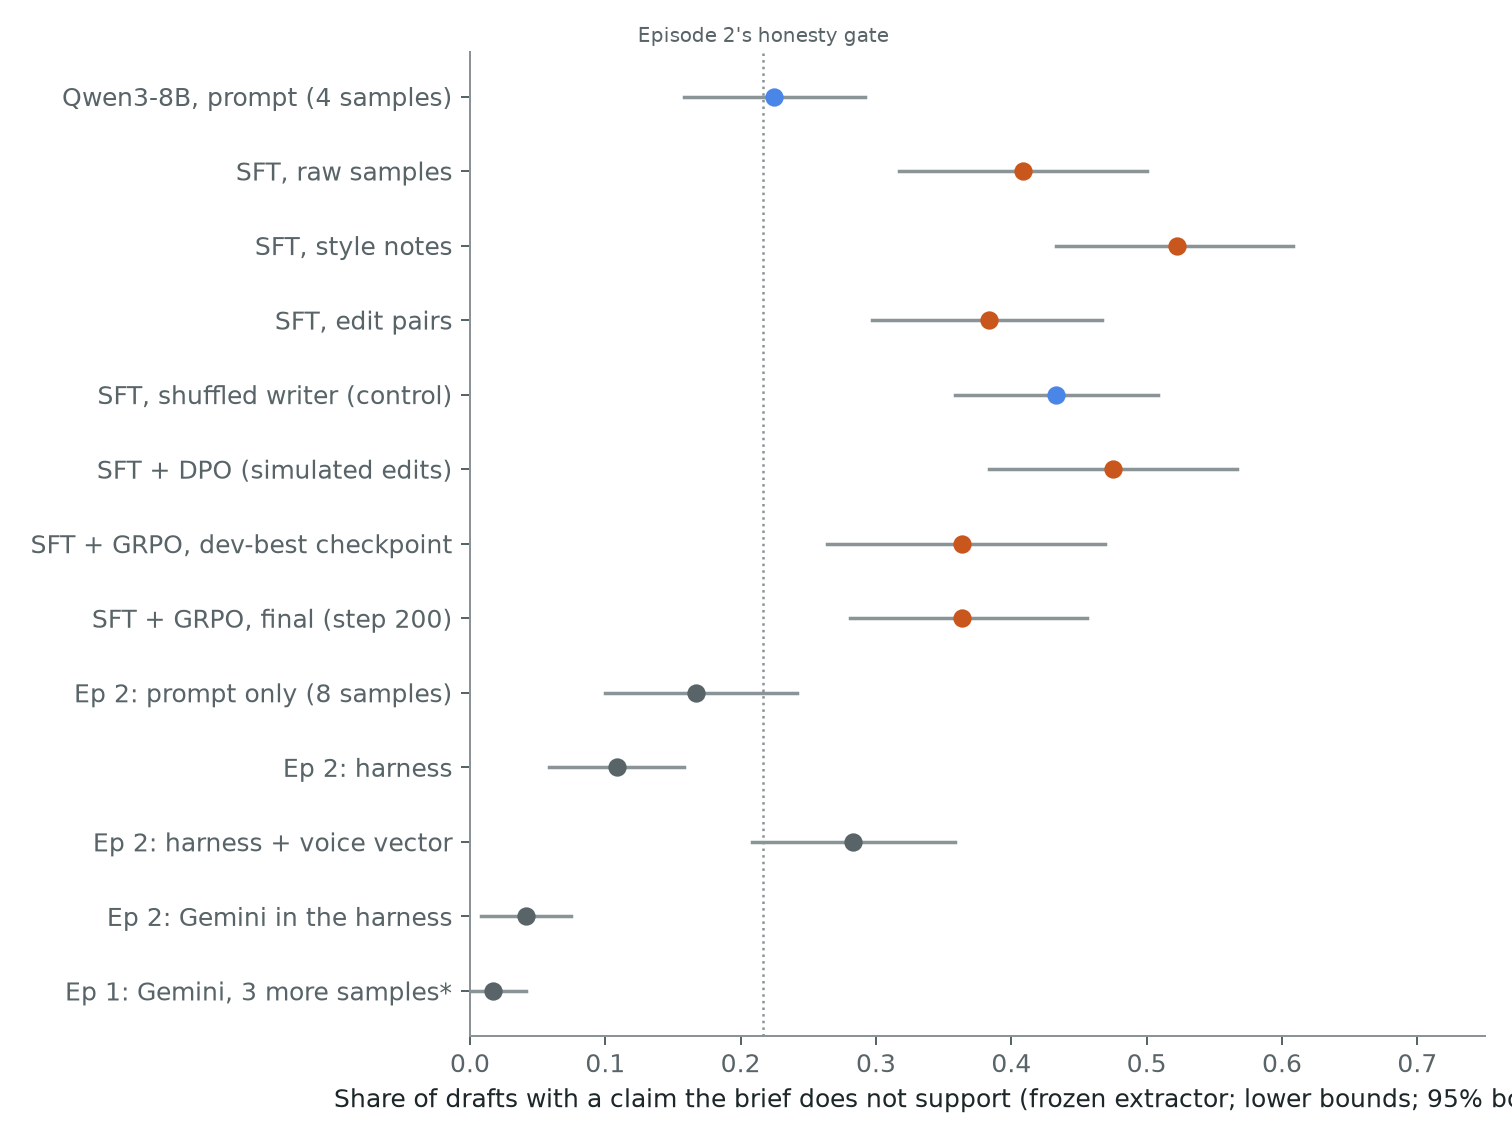 Episode 2's honesty gate
Qwen3-8B, prompt (4 samples)
SFT, raw samples
SFT, style notes
SFT, edit pairs
SFT, shuffled writer (control)
SFT + DPO (simulated edits)
SFT + GRPO, dev-best checkpoint
SFT + GRPO, final (step 200)
Ep 2: prompt only (8 samples)
Ep 2: harness
Ep 2: harness + voice vector
Ep 2: Gemini in the harness
Ep 1: Gemini, 3 more samples*
0.0 0.1 0.2 0.3 0.4 0.5 0.6 0.7
Share of drafts with a claim the brief does not support (frozen extractor; lower bounds; 95%